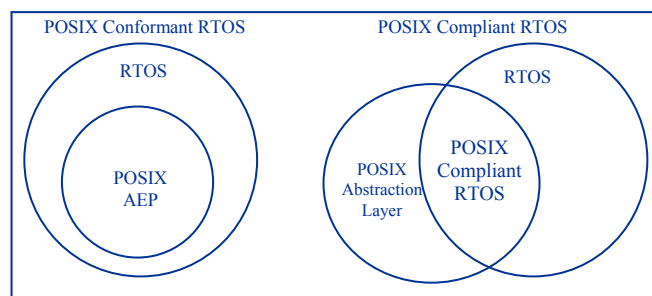 POSIX Conformant RTOS
RTOS
POSIX
AEP
POSIX Compliant RTOS
RTOS
POSIX
Abstraction
Layer
POSIX
Compliant
RTOS